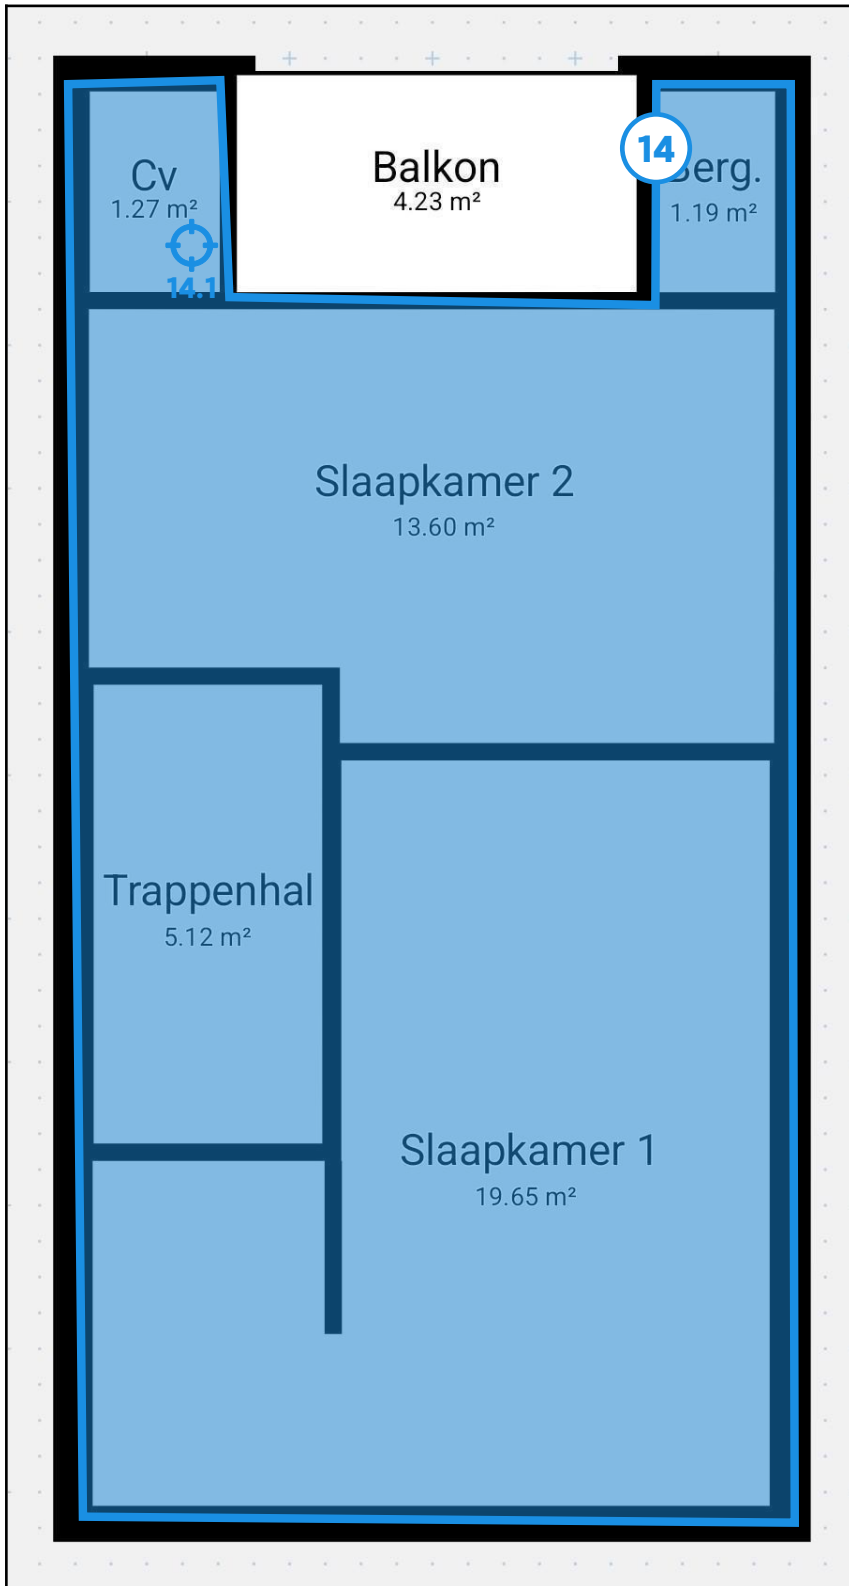 Cv
1.27 m²
14.1
Balkon
4.23 m²
14
erg.
1.19 m²
Slaapkamer 2
13.60 m²
Trappenhal
5.12 m²
Slaapkamer 1
19.65 m²